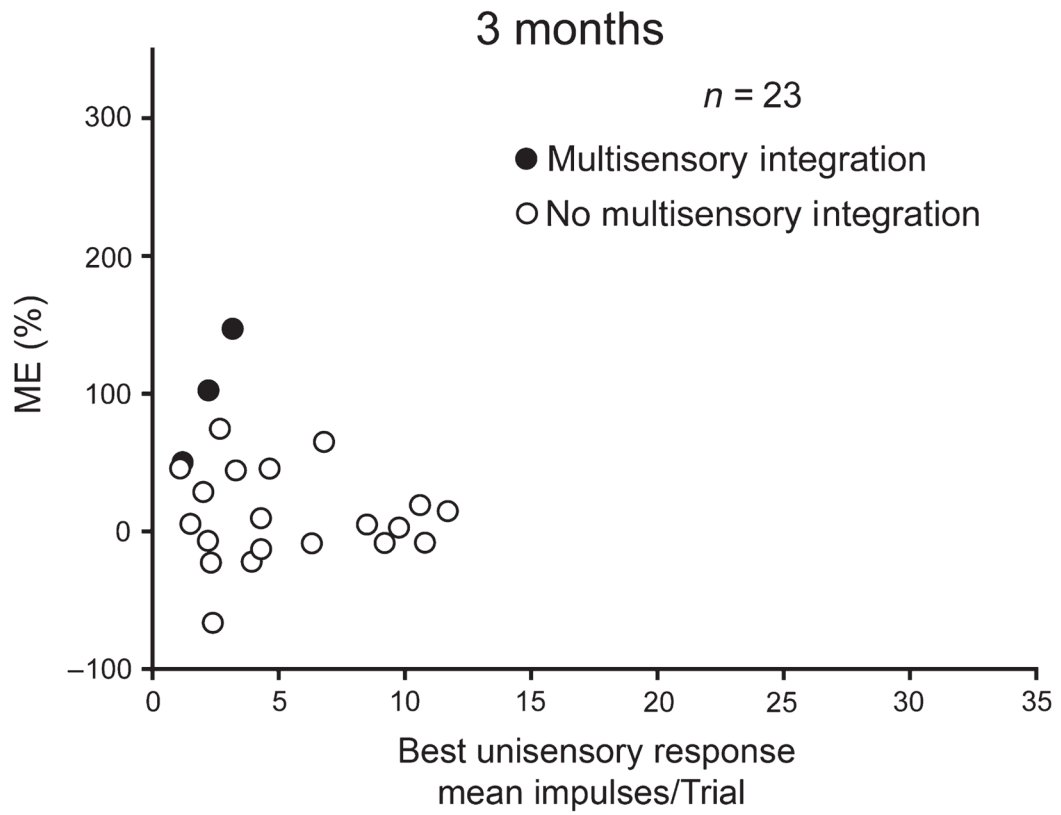 3 months
n = 23
Multisensory integration
No multisensory integration
ME (%)
300
200
100
0
–100
0 5 10 15 20 25 30 35
Best unisensory response
mean impulses/Trial